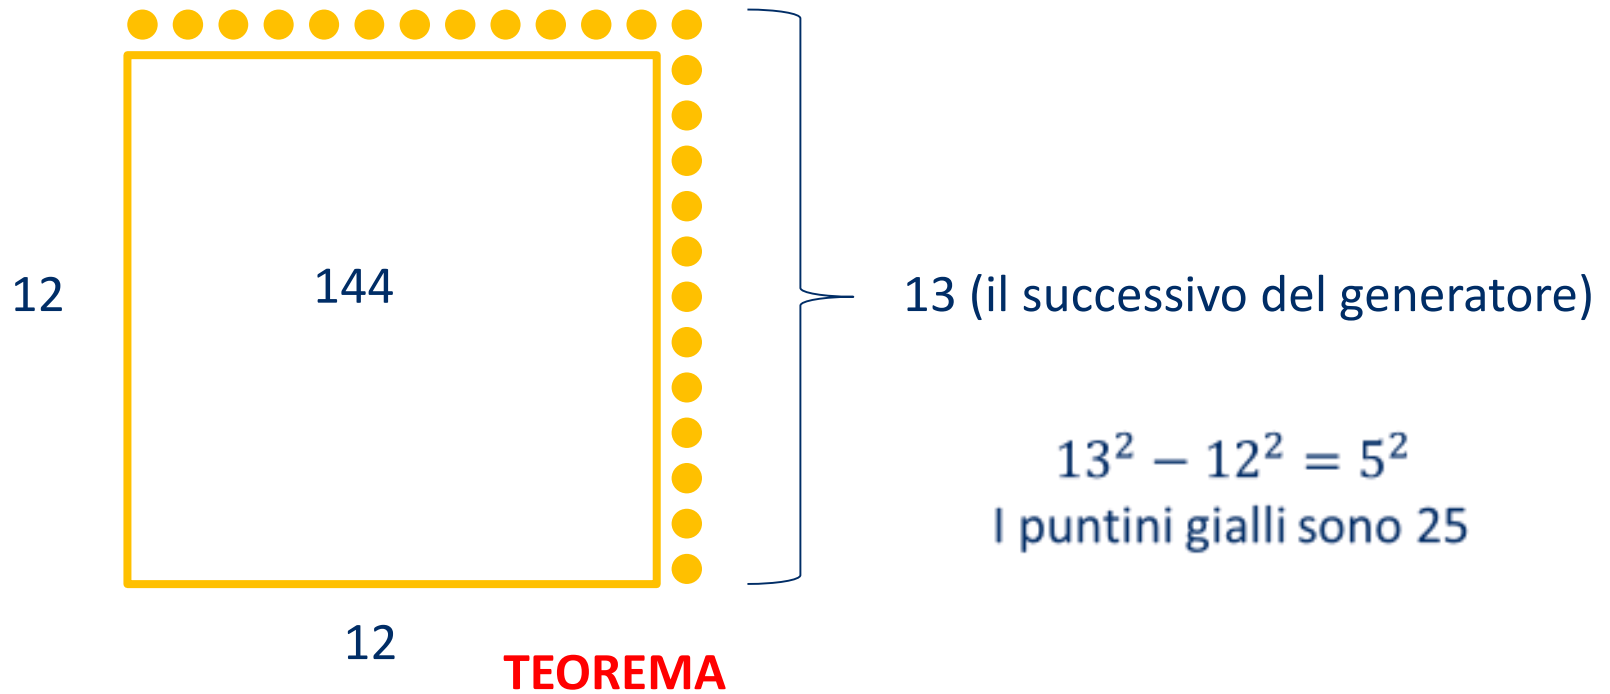 144
12
13 (il successivo del generatore)
13² − 12² = 5²
I puntini gialli sono 25
12
TEOREMA